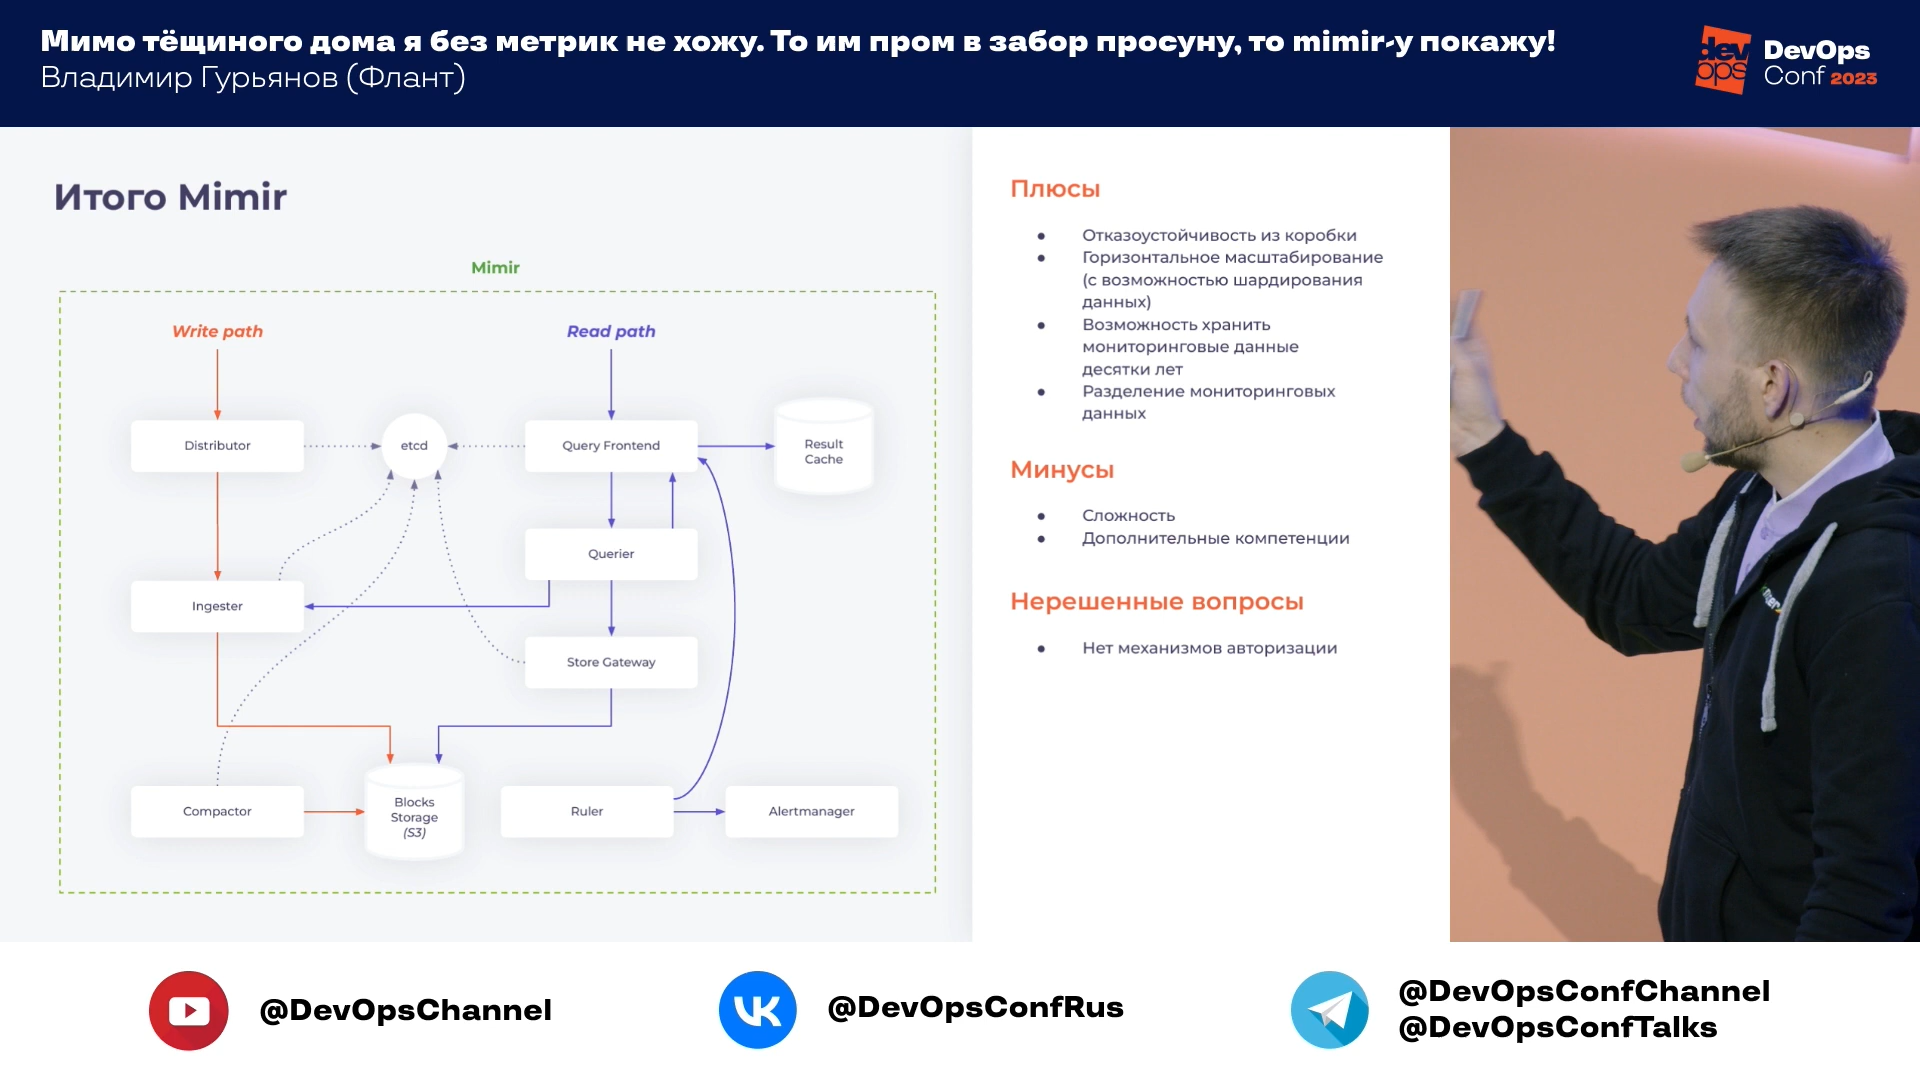 Мимо тёщиного дома я без метрик не хожу. То им пром в забор просуну, то mimir-у покажу!
Владимир Гурьянов (Флант)
dev
ops
DevOps
Conf 2023
Итого Mimir
Mimir
Write path
Read path
Distributor
etcd
Query Frontend
Result
Cache
Querier
Ingester
Store Gateway
Compactor
Blocks
Storage
(S3)
Ruler
Alertmanager
Плюсы
● Отказоустойчивость из коробки
● Горизонтальное масштабирование
(с возможностью шардирования
данных)
● Возможность хранить
мониторинговые данные
десятки лет
● Разделение мониторинговых
данных
Минусы
● Сложность
● Дополнительные компетенции
Нерешенные вопросы
● Нет механизмов авторизации
@DevOpsChannel
@DevOpsConfRus
@DevOpsConfChannel
@DevOpsConfTalks